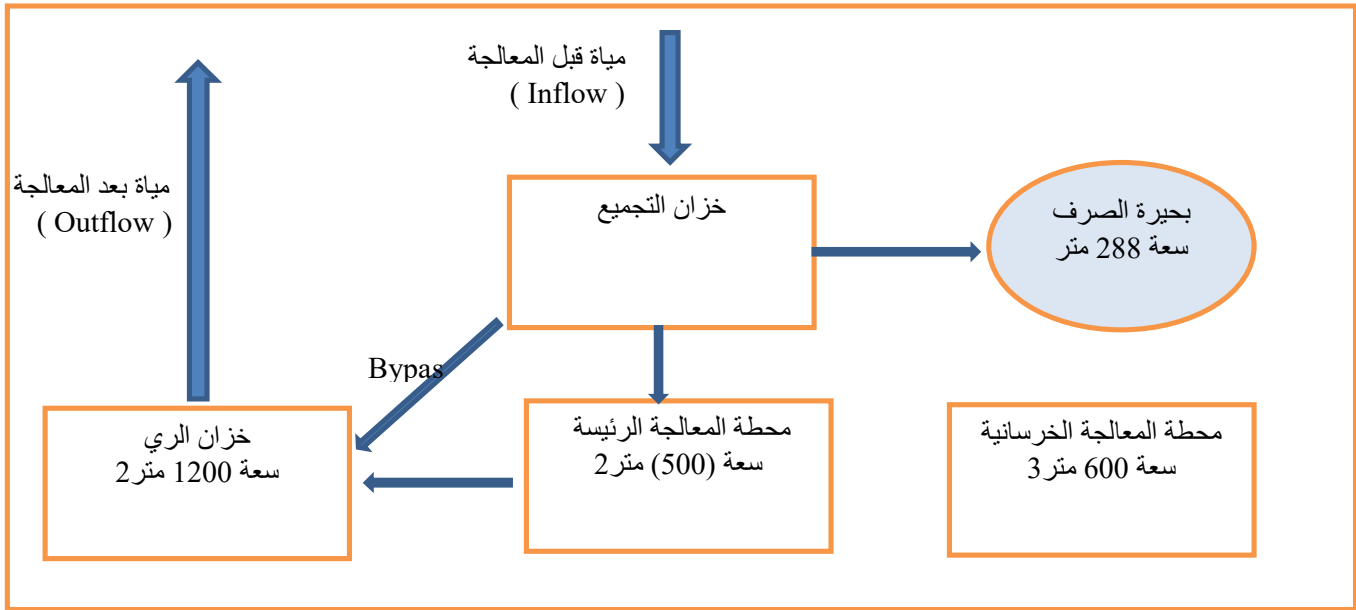 مياة قبل المعالجة
( Inflow )
مياة بعد المعالجة
( Outflow )
خزان التجميع
بحيرة الصرف
سعة 288 متر
Bypas
خزان الري
سعة 1200 متر2
محطة المعالجة الرئيسة
سعة (500) متر2
محطة المعالجة الخرسانية
سعة 600 متر3